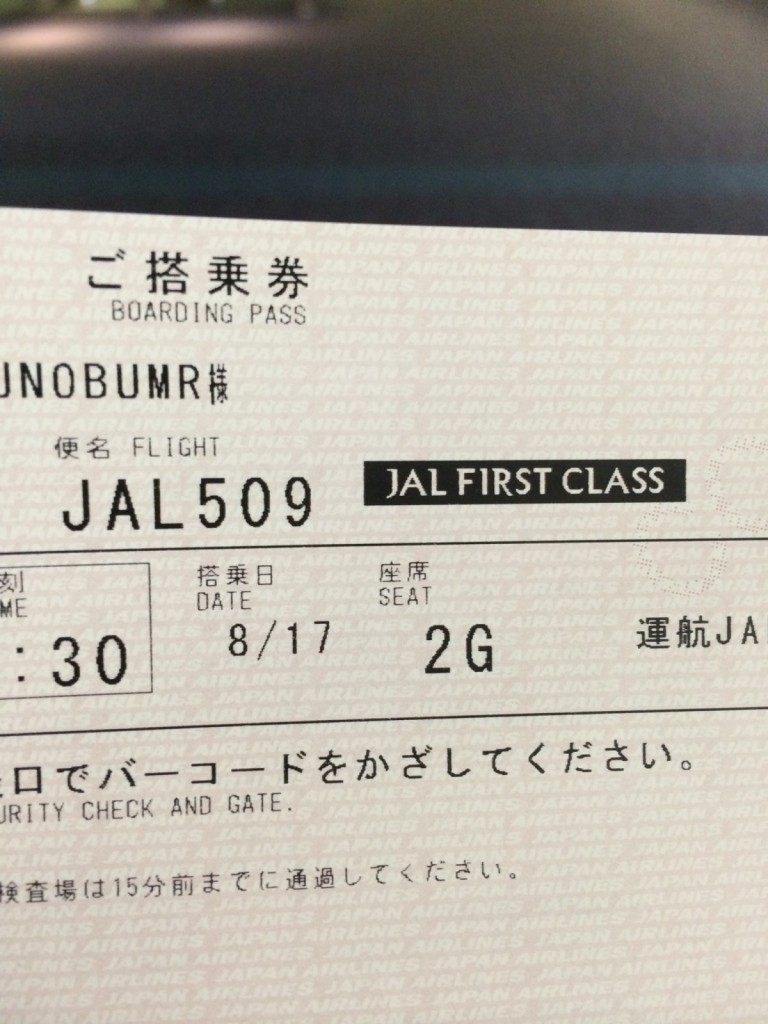 ご搭乗券
BOARDING PASS
UNOBUMR様
便名 FLIGHT
JAL509
JAL FIRST CLASS
刻
ME
搭乗日
DATE
座席
SEAT
:30
8/17
2G
運航JA
口でバーコードをかざしてください。
URITY CHECK AND GATE.
検査場は15分前までに通過してください。